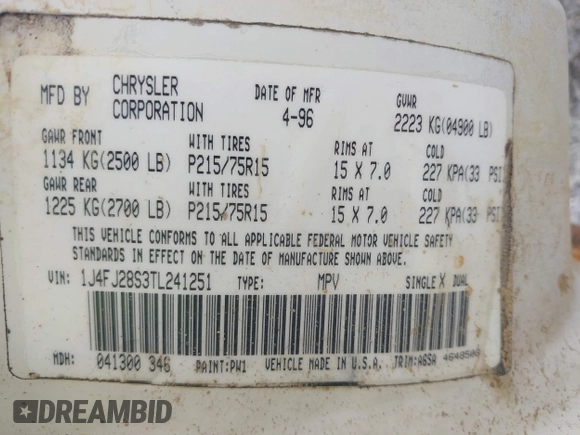 MFD BY CHRYSLER CORPORATION DATE OF MFR 4-96 GVWR 2223 KG(04900 LB)
GAWR FRONT WITH TIRES RIMS AT COLD
1134 KG(2500 LB) P215/75R15 15 X 7.0 227 KPA(33 PSI
GAWR REAR WITH TIRES RIMS AT COLD
1225 KG(2700 LB) P215/75R15 15 X 7.0 227 KPA(33 PSI
THIS VEHICLE CONFORMS TO ALL APPLICABLE FEDERAL MOTOR VEHICLE SAFETY
STANDARDS IN EFFECT ON THE DATE OF MANUFACTURE SHOWN ABOVE.
VIN: 1J4FJ28S3TL241251 TYPE: MPV SINGLE X DUAL
MDH: 041300 346 PAINT:PW1 VEHICLE MADE IN U.S.A. TRIM:A6SA 4648503
DREAMBID